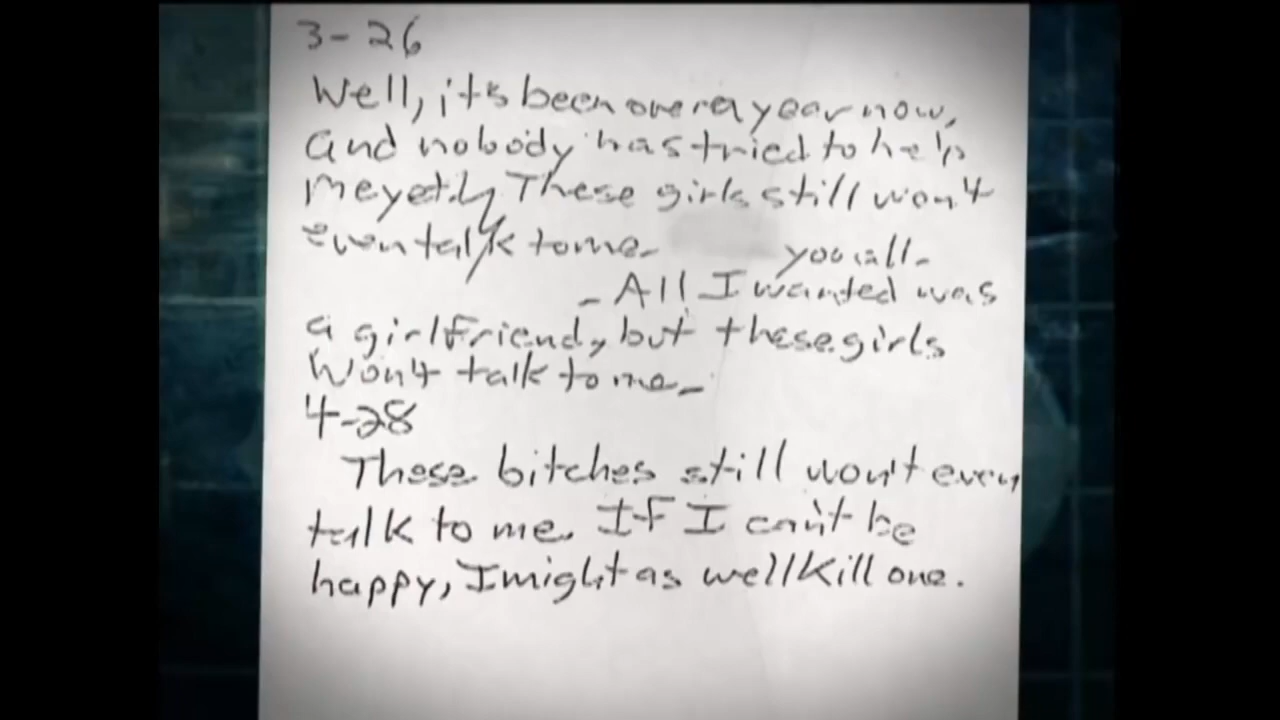 3-26
Well, it's been over a year now,
and nobody has tried to help
me yet. These girls still won't
even talk to me. you all.
- All I wanted was
a girlfriend, but these girls
won't talk to me -
4-28
These bitches still won't even
talk to me. If I can't be
happy, I might as well kill one.